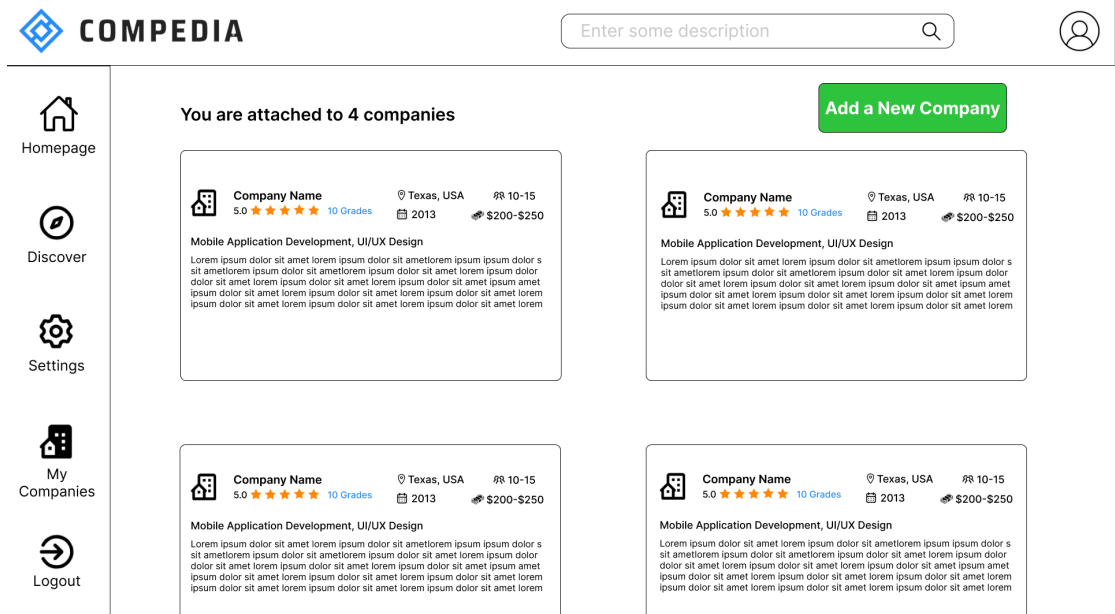 COMPEDIA
Enter some description
Homepage
Discover
Settings
My
Companies
Logout
You are attached to 4 companies
Add a New Company
Company Name
5.0 10 Grades
Texas, USA
10-15
2013
$200-$250
Mobile Application Development, UI/UX Design
Lorem ipsum dolor sit amet lorem ipsum dolor sit ametlorem ipsum ipsum dolor s
sit ametlorem ipsum dolor sit ametlorem ipsum dolor sit amet lorem ipsum dolor
dolor sit amet lorem ipsum dolor sit amet lorem ipsum dolor sit amet ipsum amet
ipsum dolor sit amet lorem ipsum dolor sit amet lorem ipsum dolor sit amet lorem
ipsum dolor sit amet lorem ipsum dolor sit amet lorem ipsum dolor sit amet lorem
Company Name
5.0 10 Grades
Texas, USA
10-15
2013
$200-$250
Mobile Application Development, UI/UX Design
Lorem ipsum dolor sit amet lorem ipsum dolor sit ametlorem ipsum ipsum dolor s
sit ametlorem ipsum dolor sit ametlorem ipsum dolor sit amet lorem ipsum dolor
dolor sit amet lorem ipsum dolor sit amet lorem ipsum dolor sit amet ipsum amet
ipsum dolor sit amet lorem ipsum dolor sit amet lorem ipsum dolor sit amet lorem
ipsum dolor sit amet lorem ipsum dolor sit amet lorem ipsum dolor sit amet lorem
Company Name
5.0 10 Grades
Texas, USA
10-15
2013
$200-$250
Mobile Application Development, UI/UX Design
Lorem ipsum dolor sit amet lorem ipsum dolor sit ametlorem ipsum ipsum dolor s
sit ametlorem ipsum dolor sit ametlorem ipsum dolor sit amet lorem ipsum dolor
dolor sit amet lorem ipsum dolor sit amet lorem ipsum dolor sit amet ipsum amet
ipsum dolor sit amet lorem ipsum dolor sit amet lorem ipsum dolor sit amet lorem
ipsum dolor sit amet lorem ipsum dolor sit amet lorem ipsum dolor sit amet lorem
Company Name
5.0 10 Grades
Texas, USA
10-15
2013
$200-$250
Mobile Application Development, UI/UX Design
Lorem ipsum dolor sit amet lorem ipsum dolor sit ametlorem ipsum ipsum dolor s
sit ametlorem ipsum dolor sit ametlorem ipsum dolor sit amet lorem ipsum dolor
dolor sit amet lorem ipsum dolor sit amet lorem ipsum dolor sit amet ipsum amet
ipsum dolor sit amet lorem ipsum dolor sit amet lorem ipsum dolor sit amet lorem
ipsum dolor sit amet lorem ipsum dolor sit amet lorem ipsum dolor sit amet lorem